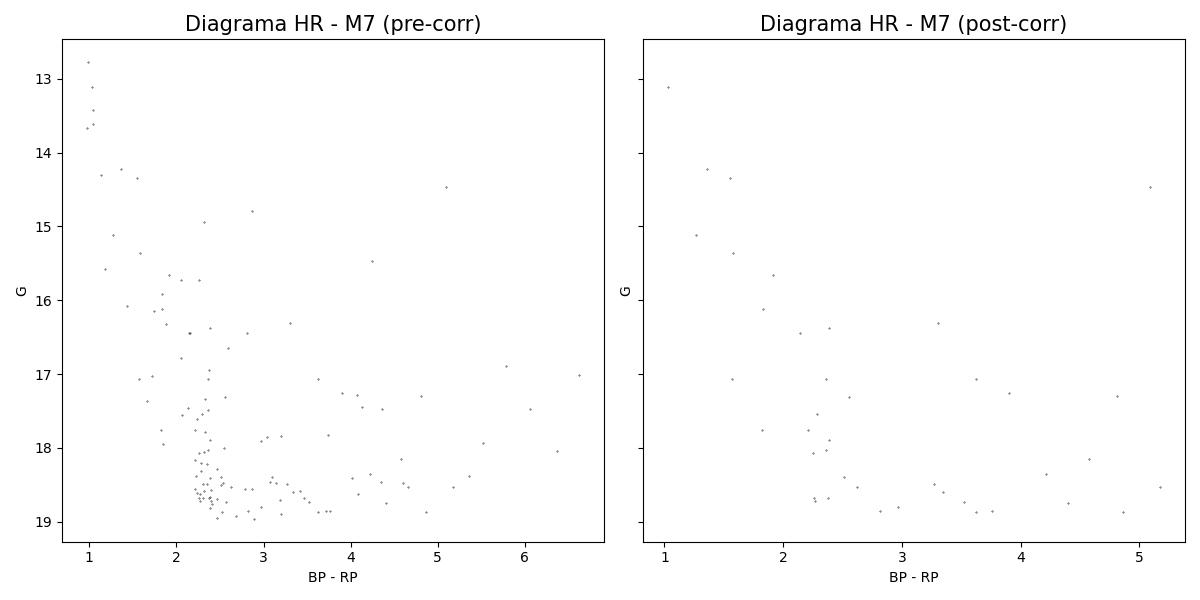 Diagrama HR - M7 (pre-corr)
13
14
15
16
17
18
19
G
1 2 3 4 5 6
BP - RP
Diagrama HR - M7 (post-corr)
G
1 2 3 4 5
BP - RP